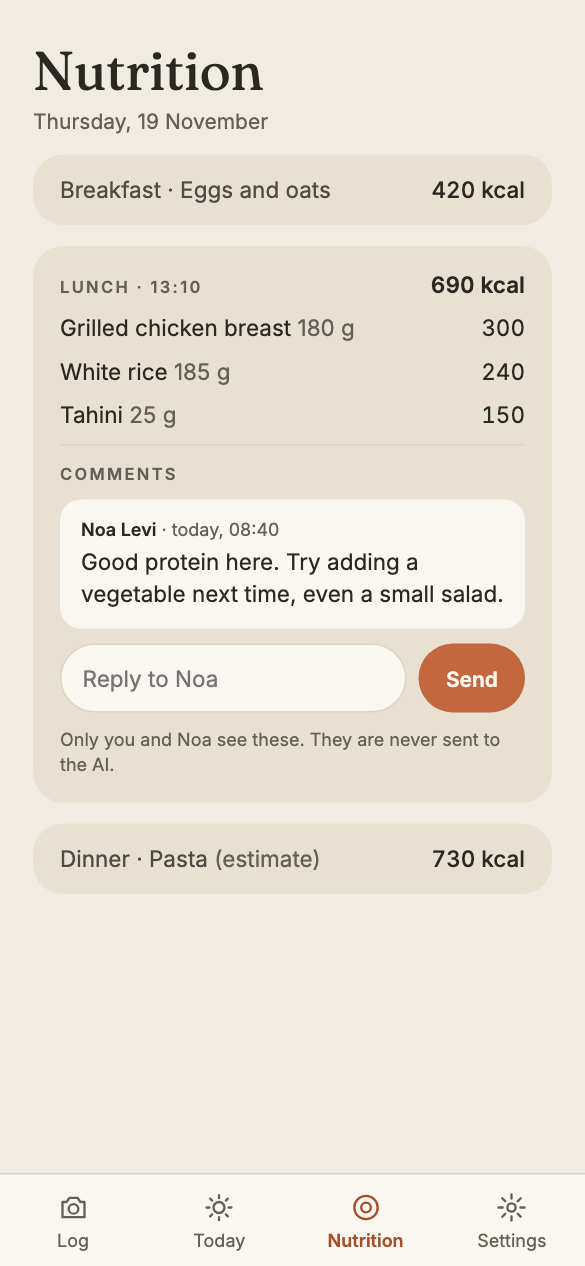 Nutrition
Thursday, 19 November
Breakfast · Eggs and oats 420 kcal
LUNCH · 13:10 690 kcal
Grilled chicken breast 180 g 300
White rice 185 g 240
Tahini 25 g 150
COMMENTS
Noa Levi · today, 08:40
Good protein here. Try adding a
vegetable next time, even a small salad.
Reply to Noa Send
Only you and Noa see these. They are never sent to
the AI.
Dinner · Pasta (estimate) 730 kcal
Log Today Nutrition Settings